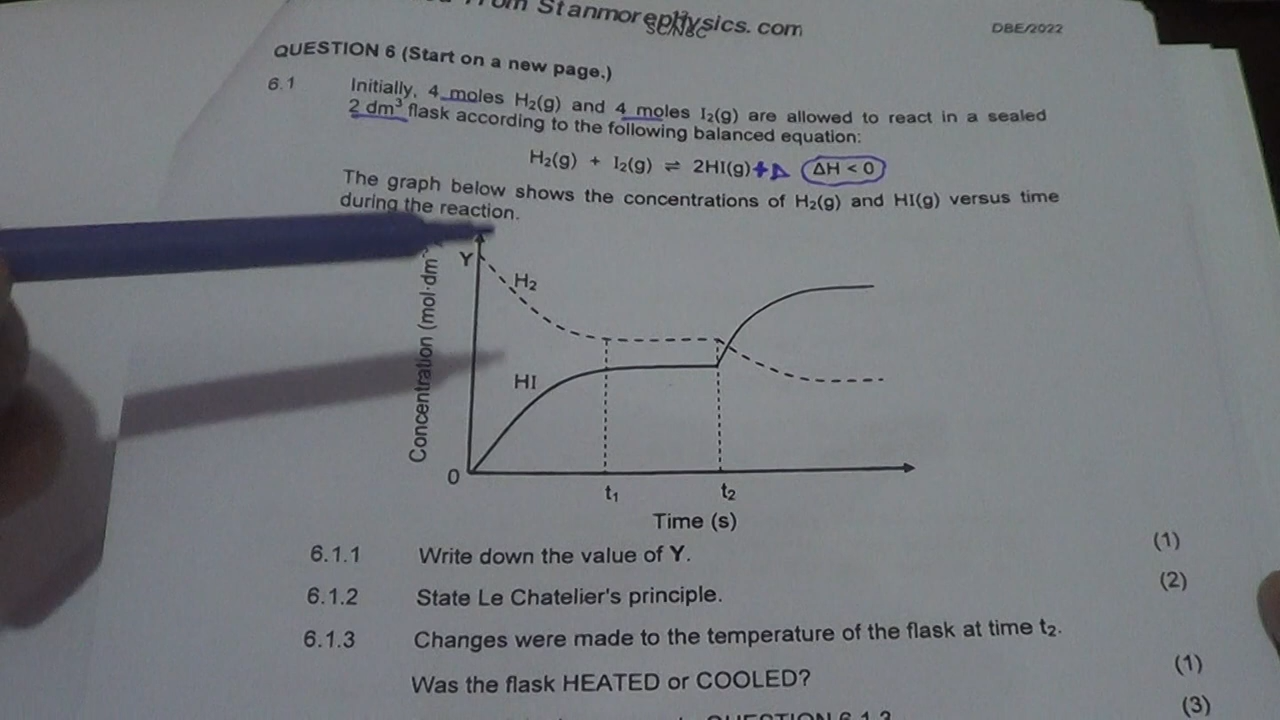 From Stanmorephysics. com
DBE/2022
QUESTION 6 (Start on a new page.)
6.1 Initially, 4 moles H₂(g) and 4 moles I₂(g) are allowed to react in a sealed
2 dm³ flask according to the following balanced equation:
H₂(g) + I₂(g) ⇌ 2HI(g) +Δ ΔH < 0
The graph below shows the concentrations of H₂(g) and HI(g) versus time
during the reaction.
Concentration (mol·dm
Y
H₂
HI
0
t₁ t₂
Time (s)
6.1.1 Write down the value of Y. (1)
6.1.2 State Le Chatelier's principle. (2)
6.1.3 Changes were made to the temperature of the flask at time t₂.
Was the flask HEATED or COOLED? (1)
QUESTION 6.1.3 (3)